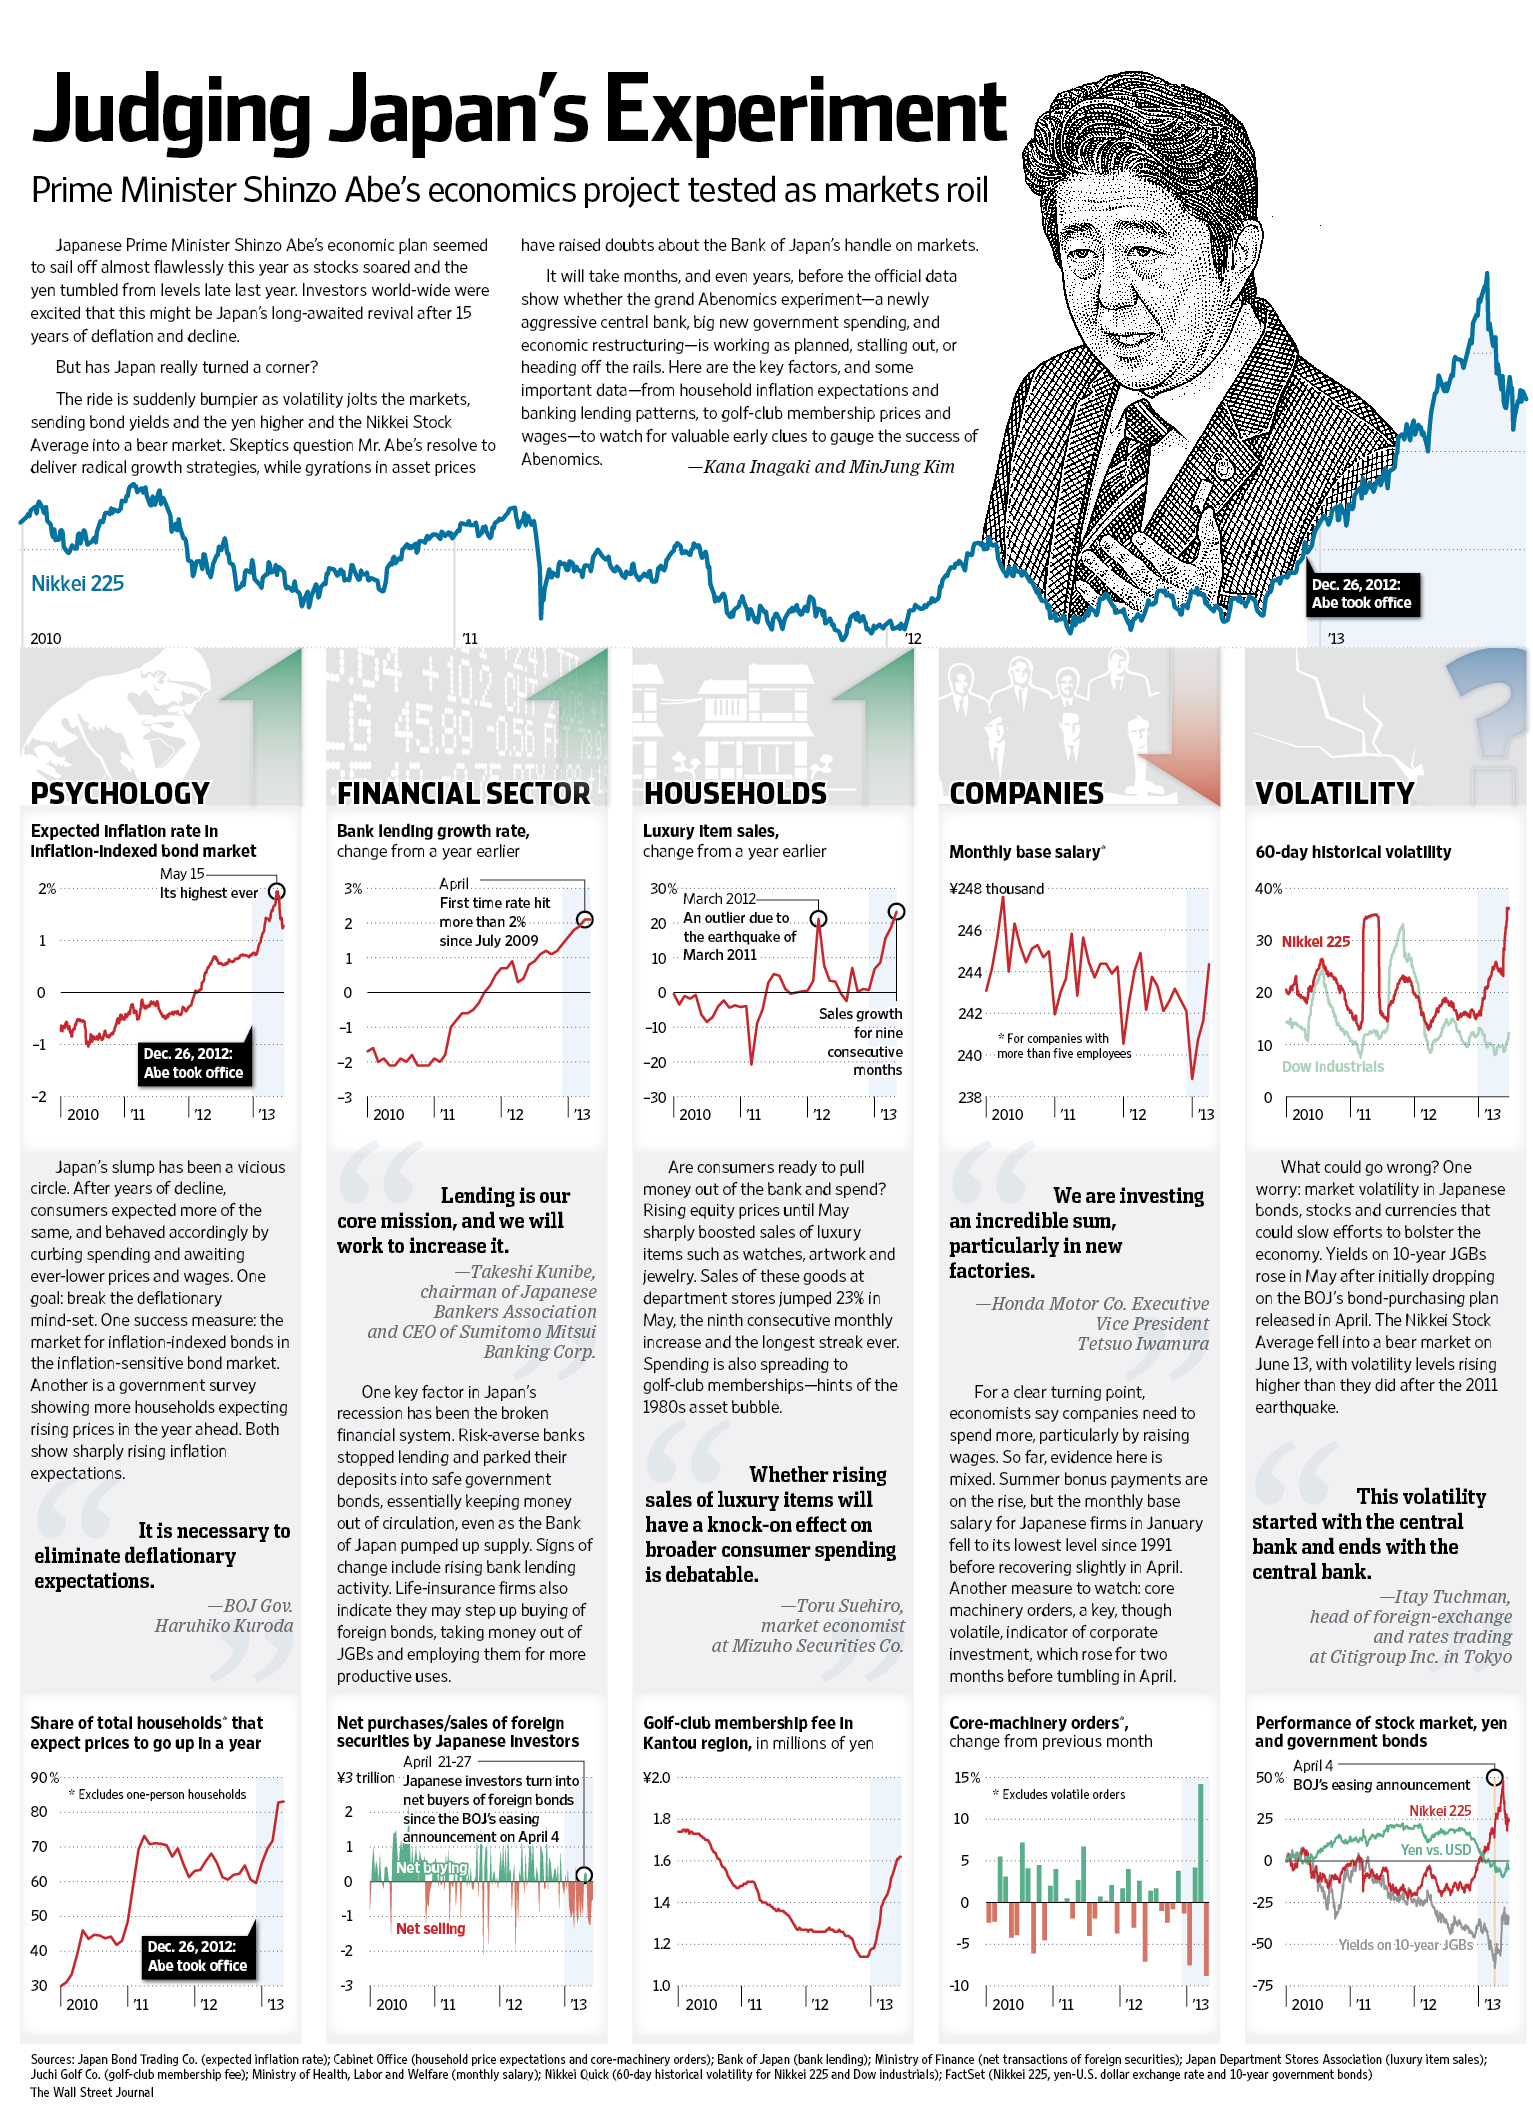 Judging Japan's Experiment
Prime Minister Shinzo Abe's economics project tested as markets roil
Japanese Prime Minister Shinzo Abe's economic plan seemed
to sail off almost flawlessly this year as stocks soared and the
yen tumbled from levels late last year. Investors world-wide were
excited that this might be Japan's long-awaited revival after 15
years of deflation and decline.
But has Japan really turned a corner?
The ride is suddenly bumpier as volatility jolts the markets,
sending bond yields and the yen higher and the Nikkei Stock
Average into a bear market. Skeptics question Mr. Abe's resolve to
deliver radical growth strategies, while gyrations in asset prices
have raised doubts about the Bank of Japan's handle on markets.
It will take months, and even years, before the official data
show whether the grand Abenomics experiment—a newly
aggressive central bank, big new government spending, and
economic restructuring—is working as planned, stalling out, or
heading off the rails. Here are the key factors, and some
important data—from household inflation expectations and
banking lending patterns, to golf-club membership prices and
wages—to watch for valuable early clues to gauge the success of
Abenomics.
—Kana Inagaki and MinJung Kim
Nikkei 225
Dec. 26, 2012:
Abe took office
2010
'11
'12
'13
PSYCHOLOGY
Expected inflation rate in
inflation-indexed bond market
May 15
Its highest ever
2%
1
0
–1
–2
Dec. 26, 2012:
Abe took office
2010
'11
'12
'13
Japan's slump has been a vicious
circle. After years of decline,
consumers expected more of the
same, and behaved accordingly by
curbing spending and awaiting
ever-lower prices and wages. One
goal: break the deflationary
mind-set. One success measure: the
market for inflation-indexed bonds in
the inflation-sensitive bond market.
Another is a government survey
showing more households expecting
rising prices in the year ahead. Both
show sharply rising inflation
expectations.
“
It is necessary to
eliminate deflationary
expectations.
—BOJ Gov.
Haruhiko Kuroda
”
Share of total households* that
expect prices to go up in a year
90%
* Excludes one-person households
80
70
60
50
40
30
Dec. 26, 2012:
Abe took office
2010
'11
'12
'13
FINANCIAL SECTOR
Bank lending growth rate,
change from a year earlier
3%
2
1
0
–1
–2
–3
April
First time rate hit
more than 2%
since July 2009
2010
'11
'12
'13
“
Lending is our
core mission, and we will
work to increase it.
—Takeshi Kunibe,
chairman of Japanese
Bankers Association
and CEO of Sumitomo Mitsui
Banking Corp.
”
One key factor in Japan's
recession has been the broken
financial system. Risk-averse banks
stopped lending and parked their
deposits into safe government
bonds, essentially keeping money
out of circulation, even as the Bank
of Japan pumped up supply. Signs of
change include rising bank lending
activity. Life-insurance firms also
indicate they may step up buying of
foreign bonds, taking money out of
JGBs and employing them for more
productive uses.
Net purchases/sales of foreign
securities by Japanese investors
April 21-27
Japanese investors turn into
net buyers of foreign bonds
since the BOJ's easing
announcement on April 4
¥3 trillion
2
1
0
-1
-2
-3
Net buying
Net selling
2010
'11
'12
'13
HOUSEHOLDS
Luxury item sales,
change from a year earlier
30%
20
10
0
–10
–20
–30
March 2012
An outlier due to
the earthquake of
March 2011
Sales growth
for nine
consecutive
months
2010
'11
'12
'13
Are consumers ready to pull
money out of the bank and spend?
Rising equity prices until May
sharply boosted sales of luxury
items such as watches, artwork and
jewelry. Sales of these goods at
department stores jumped 23% in
May, the ninth consecutive monthly
increase and the longest streak ever.
Spending is also spreading to
golf-club memberships—hints of the
1980s asset bubble.
“
Whether rising
sales of luxury items will
have a knock-on effect on
broader consumer spending
is debatable.
—Toru Suehiro,
market economist
at Mizuho Securities Co.
”
Golf-club membership fee in
Kantou region, in millions of yen
¥2.0
1.8
1.6
1.4
1.2
1.0
2010
'11
'12
'13
COMPANIES
Monthly base salary*
¥248 thousand
246
244
242
240
238
* For companies with
more than five employees
2010
'11
'12
'13
“
We are investing
an incredible sum,
particularly in new
factories.
—Honda Motor Co. Executive
Vice President
Tetsuo Iwamura
”
For a clear turning point,
economists say companies need to
spend more, particularly by raising
wages. So far, evidence here is
mixed. Summer bonus payments are
on the rise, but the monthly base
salary for Japanese firms in January
fell to its lowest level since 1991
before recovering slightly in April.
Another measure to watch: core
machinery orders, a key, though
volatile, indicator of corporate
investment, which rose for two
months before tumbling in April.
Core-machinery orders*,
change from previous month
15%
* Excludes volatile orders
10
5
0
-5
-10
2010
'11
'12
'13
VOLATILITY
60-day historical volatility
40%
30
20
10
0
Nikkei 225
Dow industrials
2010
'11
'12
'13
What could go wrong? One
worry: market volatility in Japanese
bonds, stocks and currencies that
could slow efforts to bolster the
economy. Yields on 10-year JGBs
rose in May after initially dropping
on the BOJ's bond-purchasing plan
released in April. The Nikkei Stock
Average fell into a bear market on
June 13, with volatility levels rising
higher than they did after the 2011
earthquake.
“
This volatility
started with the central
bank and ends with the
central bank.
—Itay Tuchman,
head of foreign-exchange
and rates trading
at Citigroup Inc. in Tokyo
”
Performance of stock market, yen
and government bonds
April 4
BOJ's easing announcement
50%
25
0
-25
-50
-75
Nikkei 225
Yen vs. USD
Yields on 10-year JGBs
2010
'11
'12
'13
Sources: Japan Bond Trading Co. (expected inflation rate); Cabinet Office (household price expectations and core-machinery orders); Bank of Japan (bank lending); Ministry of Finance (net transactions of foreign securities); Japan Department Stores Association (luxury item sales);
Juchi Golf Co. (golf-club membership fee); Ministry of Health, Labor and Welfare (monthly salary); Nikkei Quick (60-day historical volatility for Nikkei 225 and Dow industrials); FactSet (Nikkei 225, yen-U.S. dollar exchange rate and 10-year government bonds)
The Wall Street Journal